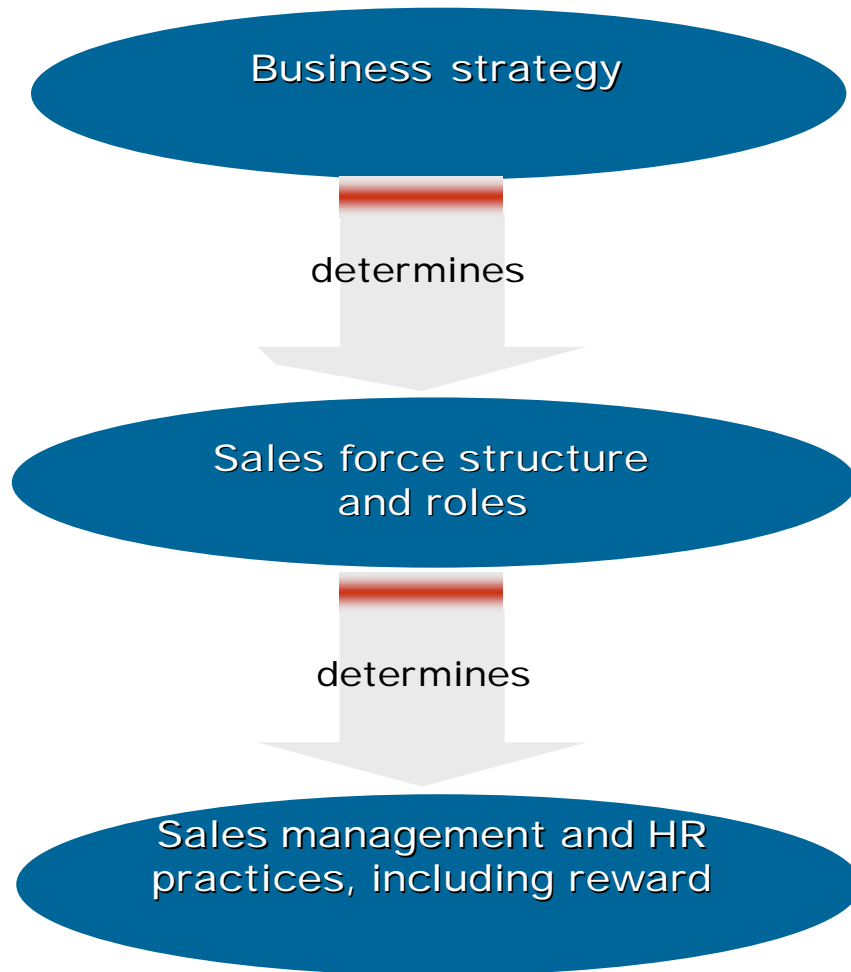 Business strategy
determines
Sales force structure
and roles
determines
Sales management and HR
practices, including reward